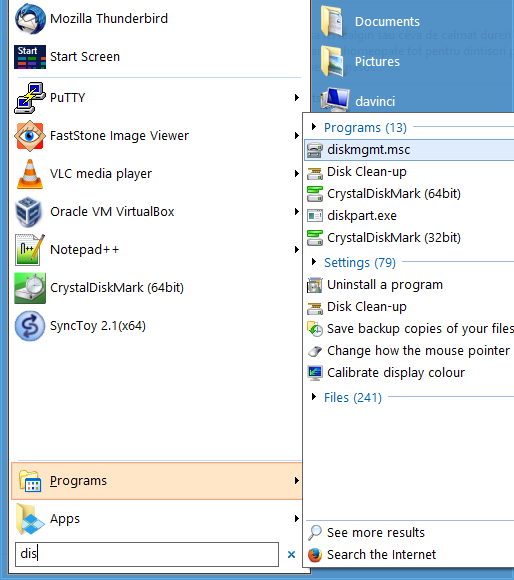 Mozilla Thunderbird
Start
Start Screen
PuTTY
FastStone Image Viewer
VLC media player
Oracle VM VirtualBox
Notepad++
CrystalDiskMark (64bit)
SyncToy 2.1(x64)
Programs
Apps
dis
Documents
Pictures
davinci
Programs (13)
diskmgmt.msc
Disk Clean-up
CrystalDiskMark (64bit)
diskpart.exe
CrystalDiskMark (32bit)
Settings (79)
Uninstall a program
Disk Clean-up
Save backup copies of your files
Change how the mouse pointer
Calibrate display colour
Files (241)
See more results
Search the Internet